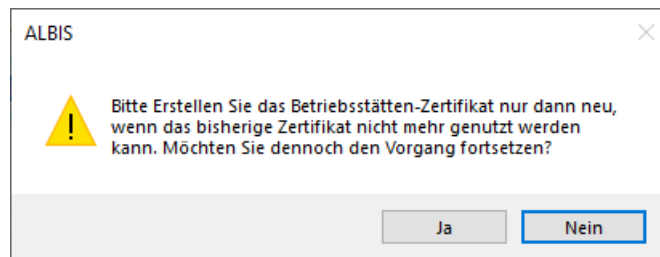 ALBIS
Bitte Erstellen Sie das Betriebsstätten-Zertifikat nur dann neu,
wenn das bisherige Zertifikat nicht mehr genutzt werden
kann. Möchten Sie dennoch den Vorgang fortsetzen?
Ja
Nein